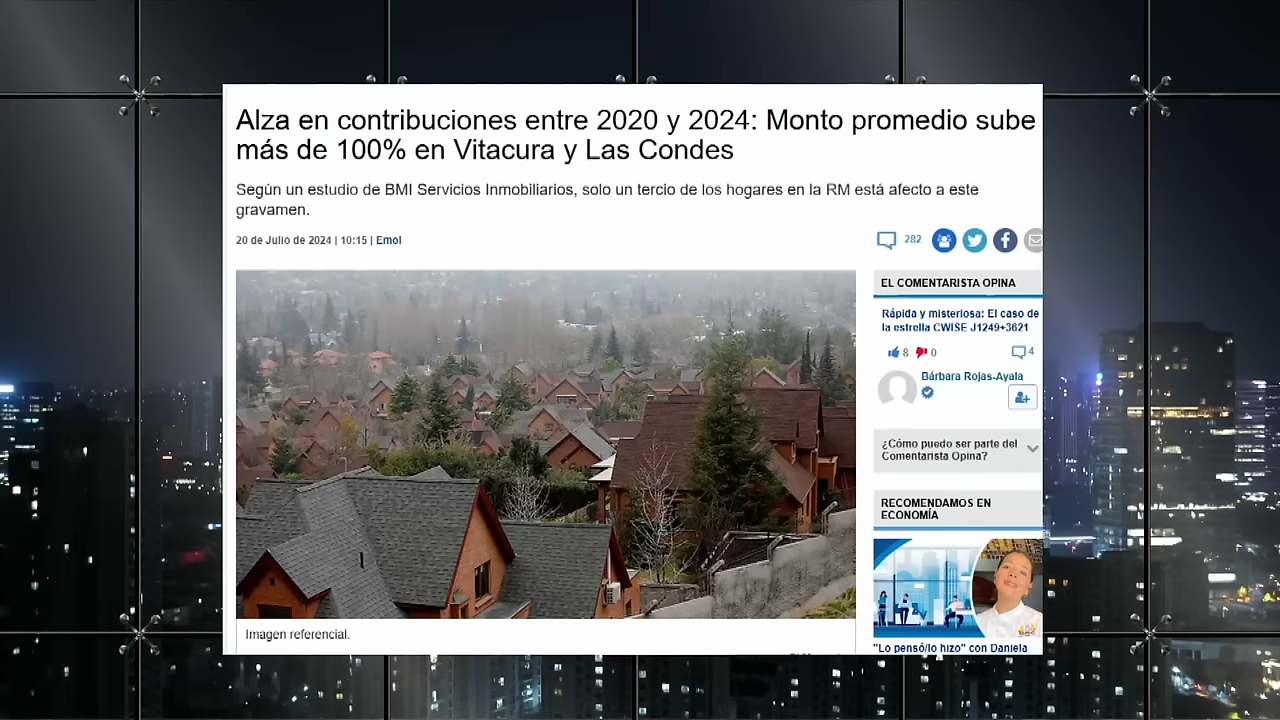 Alza en contribuciones entre 2020 y 2024: Monto promedio sube
más de 100% en Vitacura y Las Condes
Según un estudio de BMI Servicios Inmobiliarios, solo un tercio de los hogares en la RM está afecto a este
gravamen.
20 de Julio de 2024 | 10:15 | Emol
282
EL COMENTARISTA OPINA
Rápida y misteriosa: El caso de
la estrella CWISE J1249+3621
8
0
4
Bárbara Rojas-Ayala
¿Cómo puedo ser parte del
Comentarista Opina?
RECOMENDAMOS EN
ECONOMÍA
Imagen referencial.
"Lo pensó/lo hizo" con Daniela